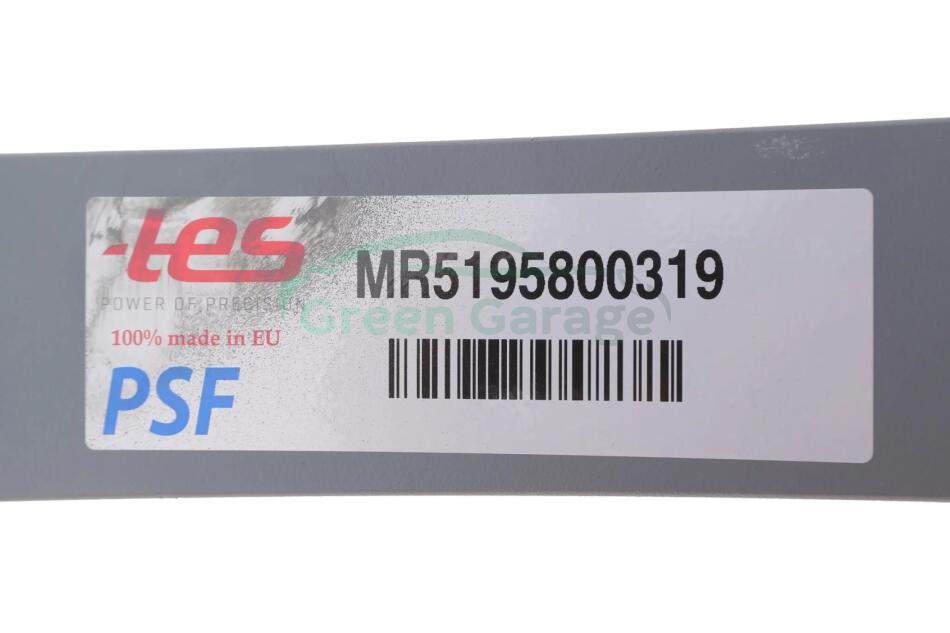 tes
POWER OF PRECISION
100% made in EU
PSF
MR5195800319
Green Garage